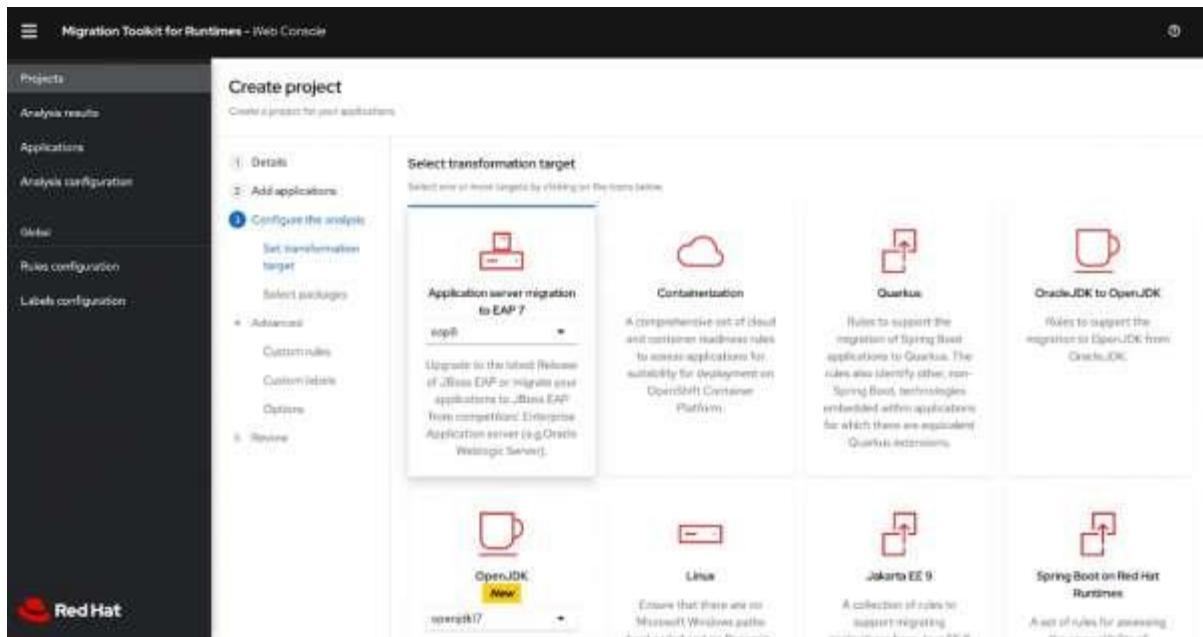 Migration Toolkit for Runtimes - Web Console
Projects
Analysis results
Applications
Analysis configuration
Global
Rules configuration
Labels configuration
Red Hat
Create project
Create a project for your applications.
1 Details
2 Add applications
3 Configure the analysis
Set transformation
target
Select packages
4 Advanced
Custom rules
Custom labels
Options
5 Review
Select transformation target
Select one or more targets by clicking on the icons below.
Application server migration
to EAP 7
eap8
Upgrade to the latest Release
of JBoss EAP or migrate your
applications to JBoss EAP
from competitors' Enterprise
Application server (e.g Oracle
Weblogic Server).
Containerization
A comprehensive set of cloud
and container readiness rules
to assess applications for
suitability for deployment on
OpenShift Container
Platform.
Quarkus
Rules to support the
migration of Spring Boot
applications to Quarkus. The
rules also identify other, non-
Spring Boot, technologies
embedded within applications
for which there are equivalent
Quarkus extensions.
OracleJDK to OpenJDK
Rules to support the
migration to OpenJDK from
OracleJDK.
OpenJDK
New
openjdk17
Linux
Ensure that there are no
Microsoft Windows paths
Jakarta EE 9
A collection of rules to
support migrating
Spring Boot on Red Hat
Runtimes
A set of rules for assessing